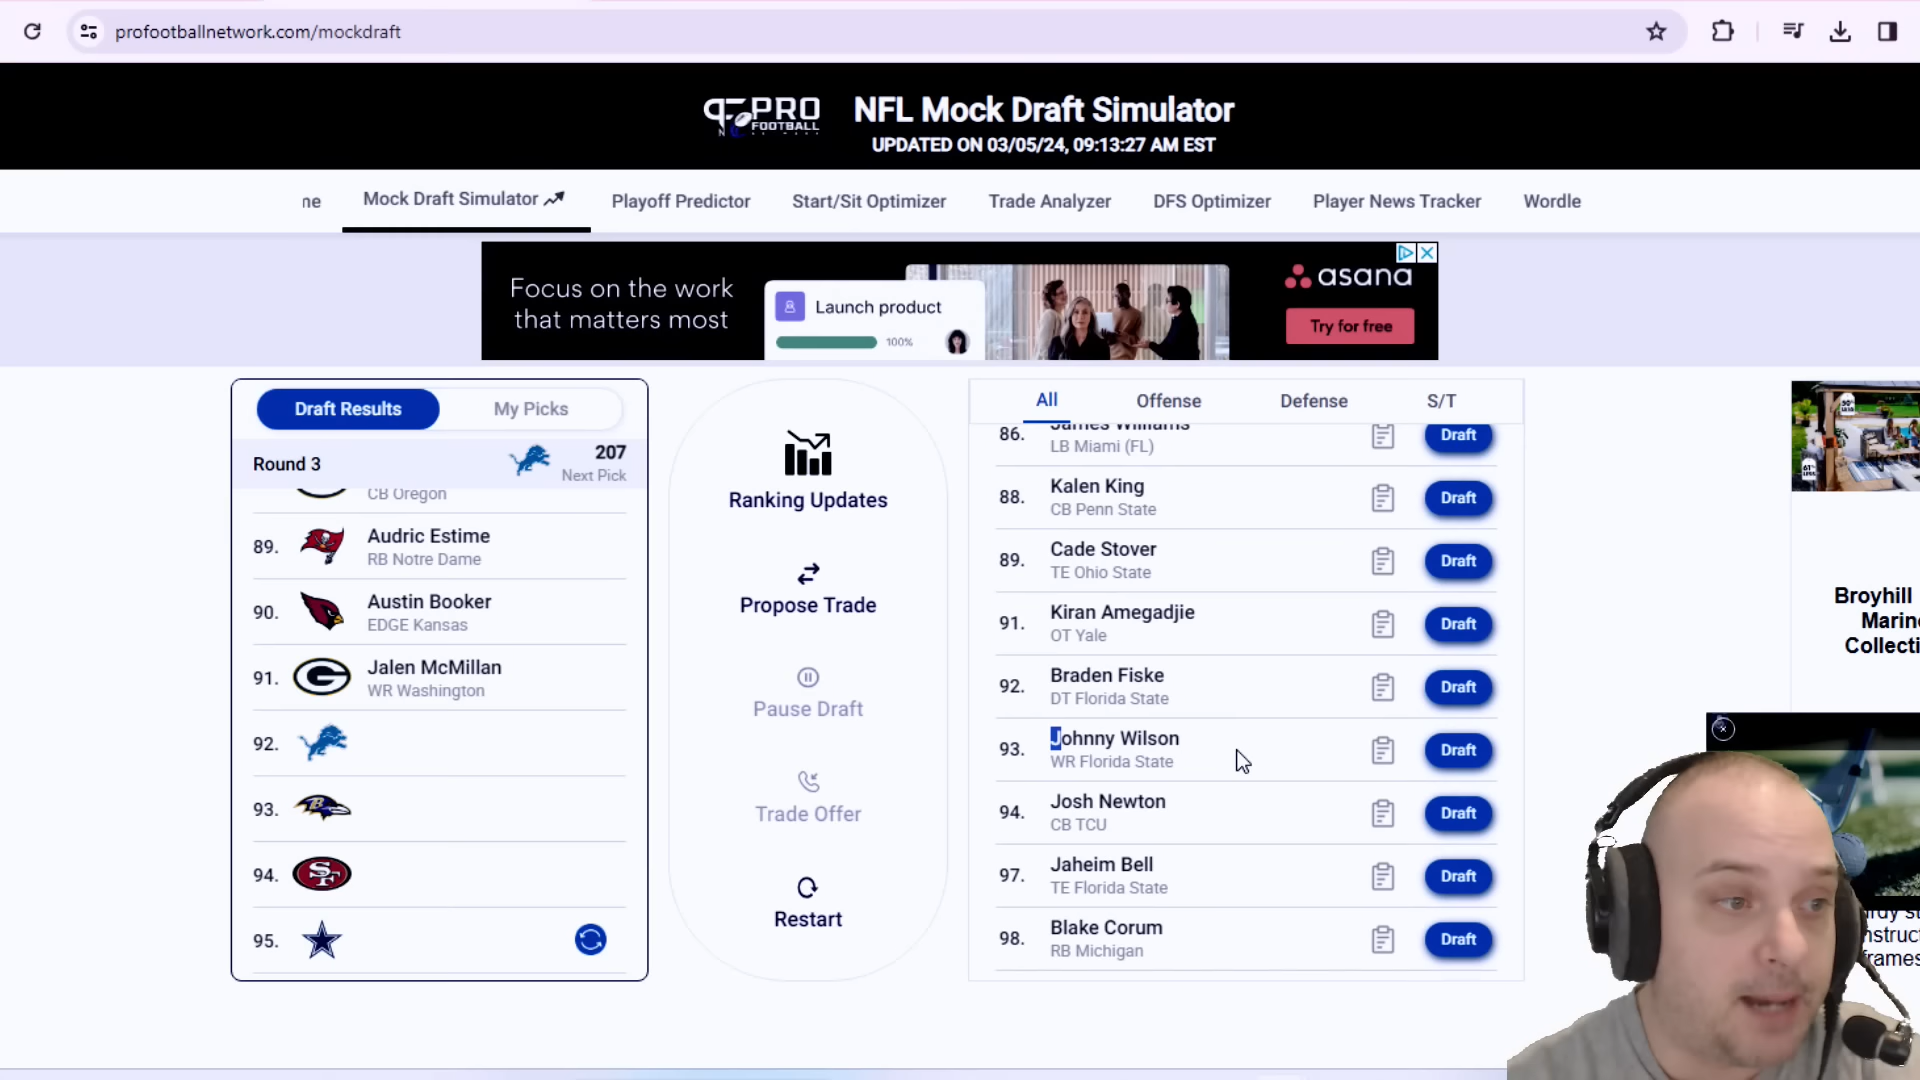 profootballnetwork.com/mockdraft
PRO
FOOTBALL
NFL Mock Draft Simulator
UPDATED ON 03/05/24, 09:13:27 AM EST
ne
Mock Draft Simulator
Playoff Predictor
Start/Sit Optimizer
Trade Analyzer
DFS Optimizer
Player News Tracker
Wordle
Focus on the work
that matters most
Launch product
100%
asana
Try for free
Draft Results
My Picks
Round 3
207
Next Pick
CB Oregon
89.
Audric Estime
RB Notre Dame
90.
Austin Booker
EDGE Kansas
91.
Jalen McMillan
WR Washington
92.
93.
94.
SF
95.
Ranking Updates
Propose Trade
Pause Draft
Trade Offer
Restart
All
Offense
Defense
S/T
86.
James Williams
LB Miami (FL)
Draft
88.
Kalen King
CB Penn State
Draft
89.
Cade Stover
TE Ohio State
Draft
91.
Kiran Amegadjie
OT Yale
Draft
92.
Braden Fiske
DT Florida State
Draft
93.
Johnny Wilson
WR Florida State
Draft
94.
Josh Newton
CB TCU
Draft
97.
Jaheim Bell
TE Florida State
Draft
98.
Blake Corum
RB Michigan
Draft
Broyhill
Marin
Collecti